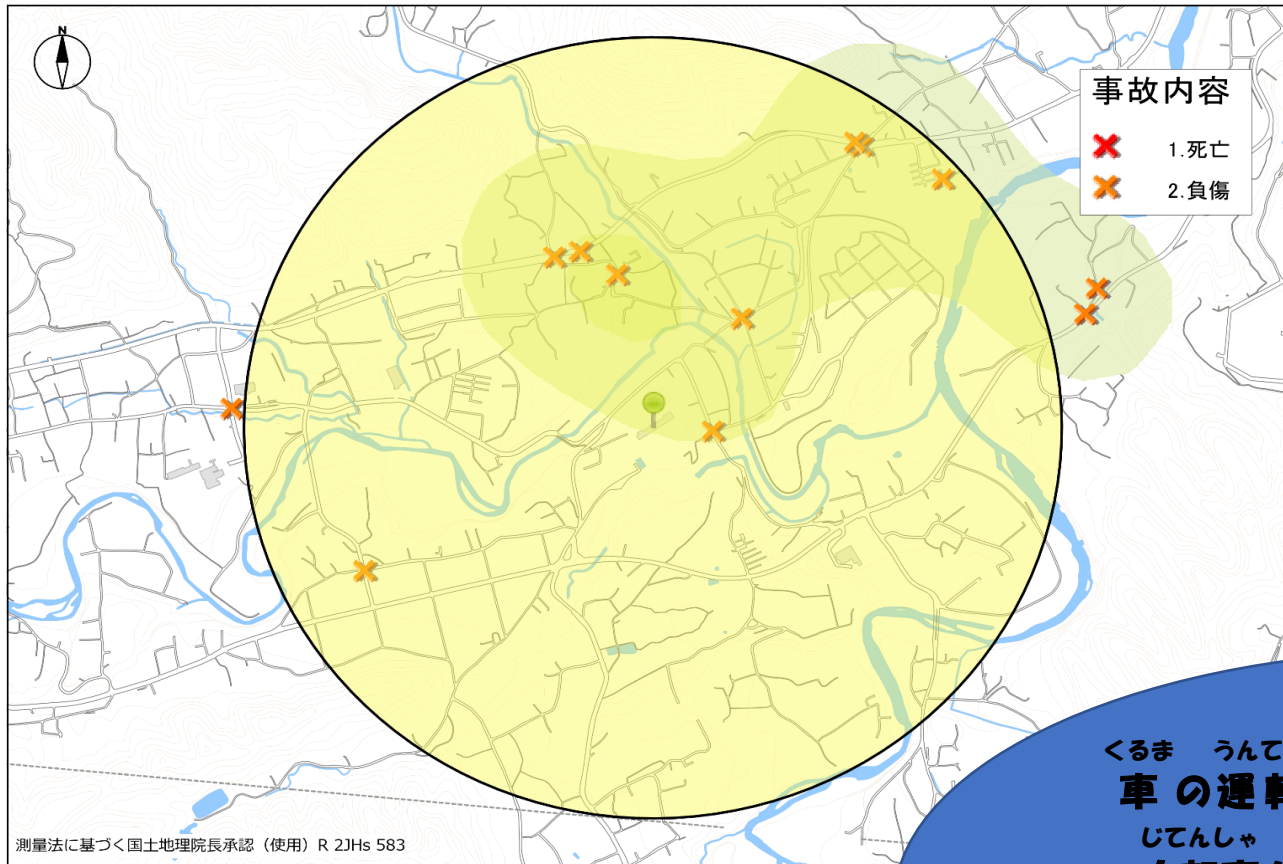 N
事故内容
1.死亡
2.負傷
くるま うんて
車 の運転
じてんしゃ
測量法に基づく国土地理院長承認（使用）R 2JHs 583